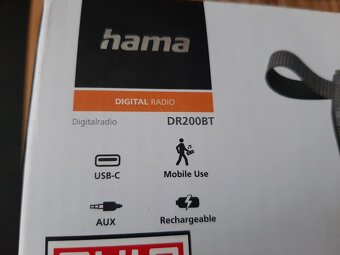 hama
DIGITAL RADIO
Digitalradio DR200BT
USB-C Mobile Use
AUX Rechargeable